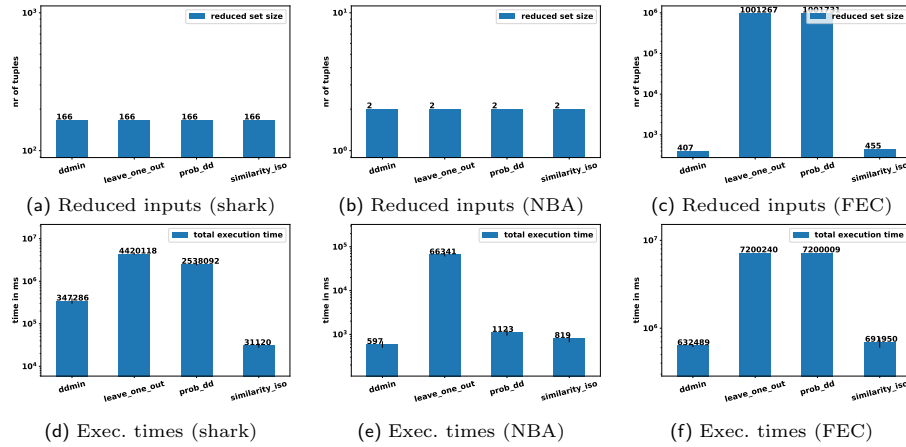 reduced set size
10³
nr of tuples
10²
166
166
166
166
ddmin
leave_one_out
prob_dd
similarity_iso
(a) Reduced inputs (shark)
reduced set size
10¹
nr of tuples
10⁰
2
2
2
2
ddmin
leave_one_out
prob_dd
similarity_iso
(b) Reduced inputs (NBA)
reduced set size
10⁶
10⁵
10⁴
10³
nr of tuples
407
1001267
1001731
455
ddmin
leave_one_out
prob_dd
similarity_iso
(c) Reduced inputs (FEC)
total execution time
10⁷
10⁶
10⁵
10⁴
time in ms
347286
4420118
2538092
31120
ddmin
leave_one_out
prob_dd
similarity_iso
(d) Exec. times (shark)
total execution time
10⁵
10³
time in ms
597
66341
1123
819
ddmin
leave_one_out
prob_dd
similarity_iso
(e) Exec. times (NBA)
total execution time
10⁷
10⁶
time in ms
632489
7200240
7200009
691950
ddmin
leave_one_out
prob_dd
similarity_iso
(f) Exec. times (FEC)